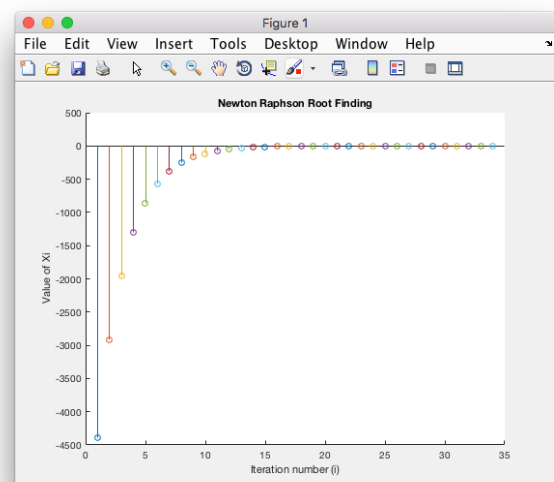 Figure 1
File Edit View Insert Tools Desktop Window Help
Newton Raphson Root Finding
500
0
-500
-1000
-1500
-2000
-2500
-3000
-3500
-4000
-4500
Value of Xi
0 5 10 15 20 25 30 35
Iteration number (i)